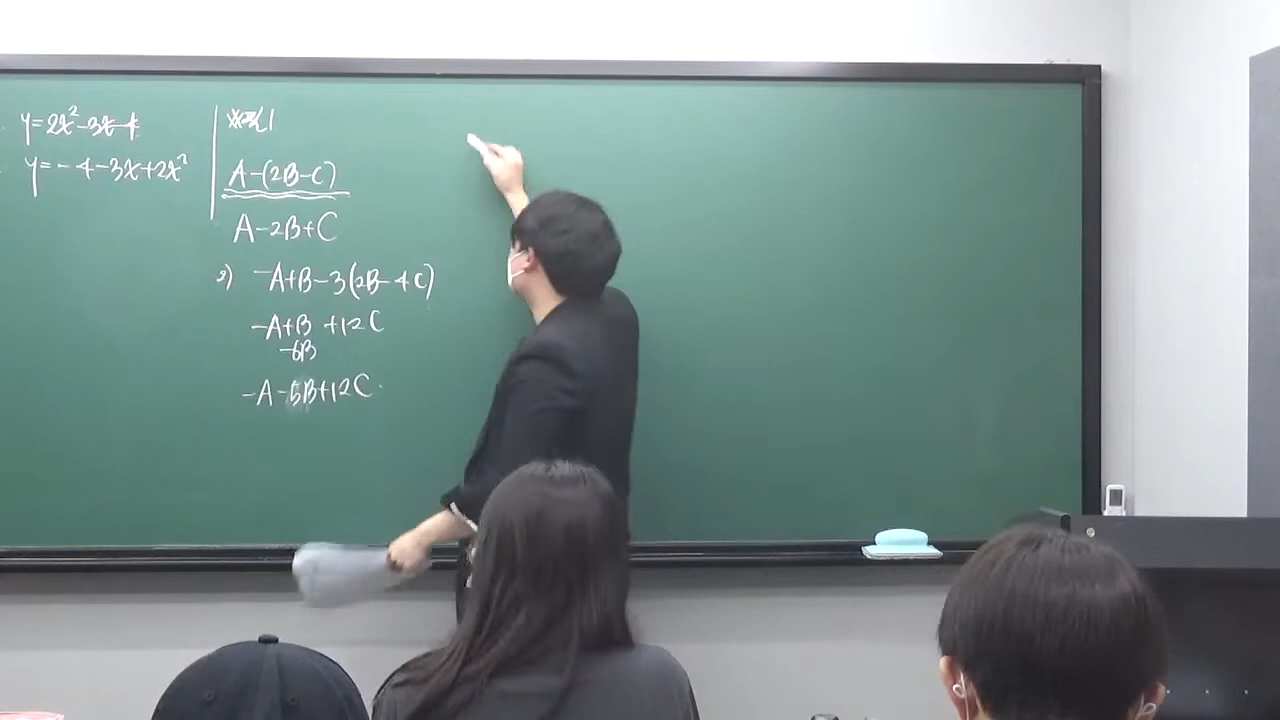 y=2x²-3x-4
y=-4-3x+2x²
A-(2B-C)
A-2B+C
2) -A+B-3(2B-4C)
-A+B +12C
-6B
-A-5B+12C